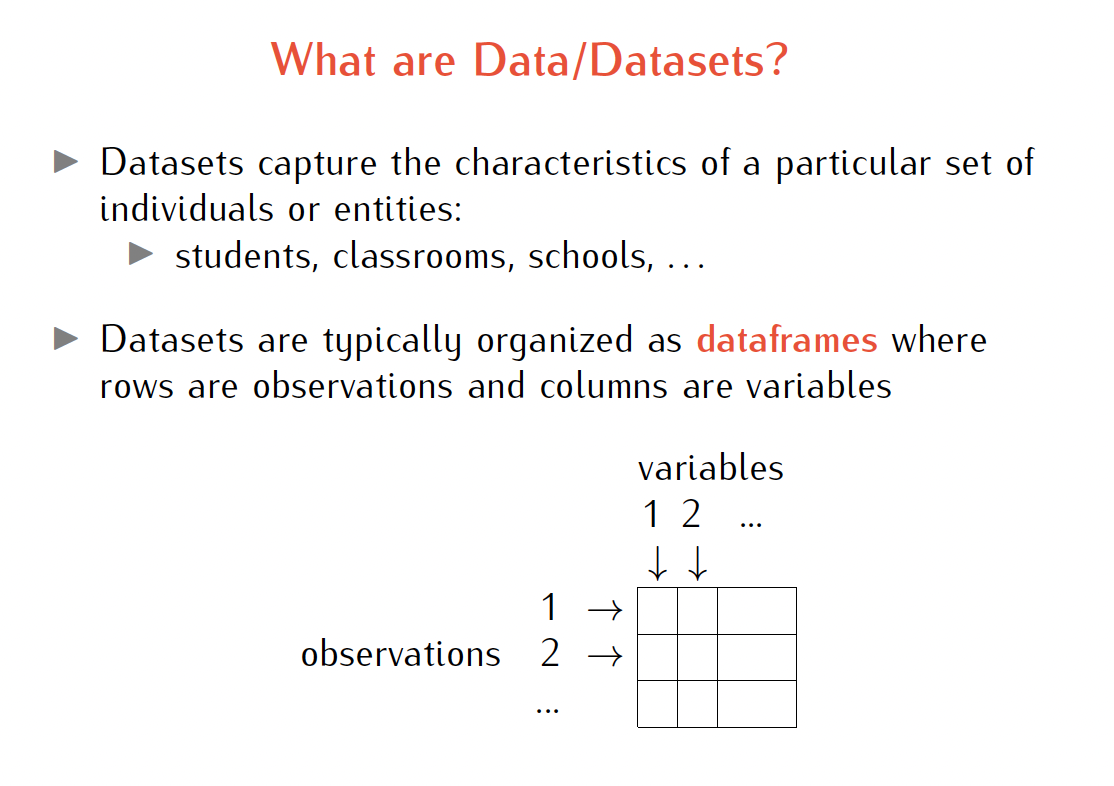 What are Data/Datasets?
▶ Datasets capture the characteristics of a particular set of
individuals or entities:
▶ students, classrooms, schools, ...
▶ Datasets are typically organized as dataframes where
rows are observations and columns are variables
variables
1 2 ...
↓ ↓
1 →
observations 2 →
...